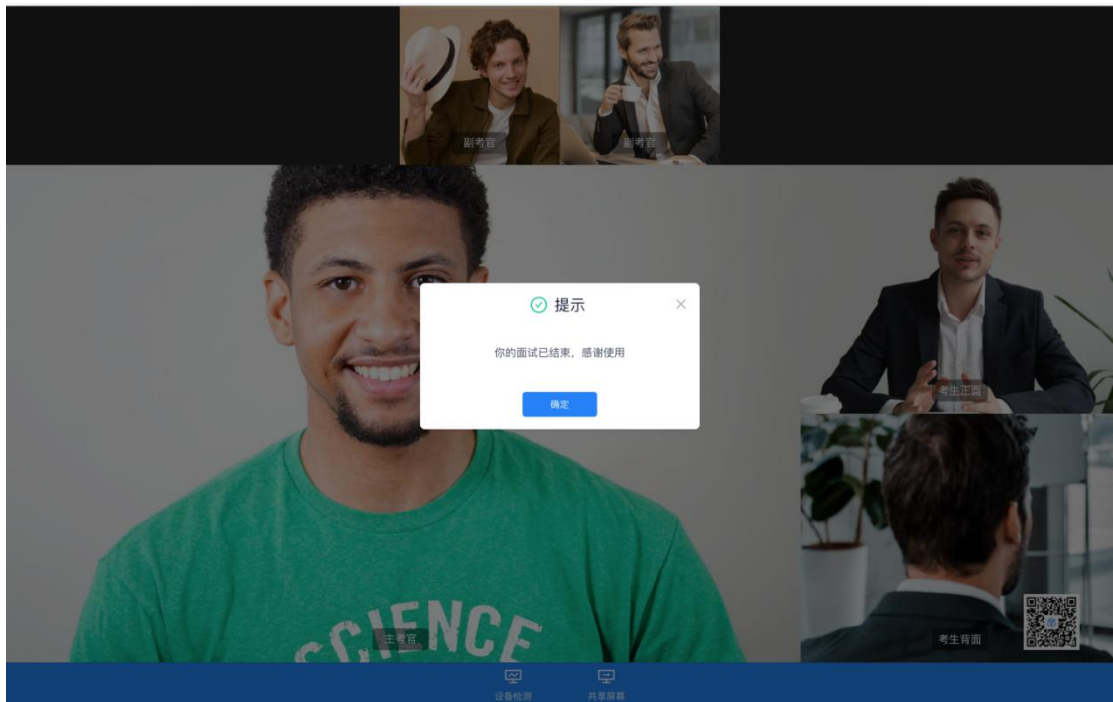 副考官
副考官
提示
你的面试已结束，感谢使用
确定
考生正面
SCIENCE
主考官
考生背面
设备检测
共享屏幕